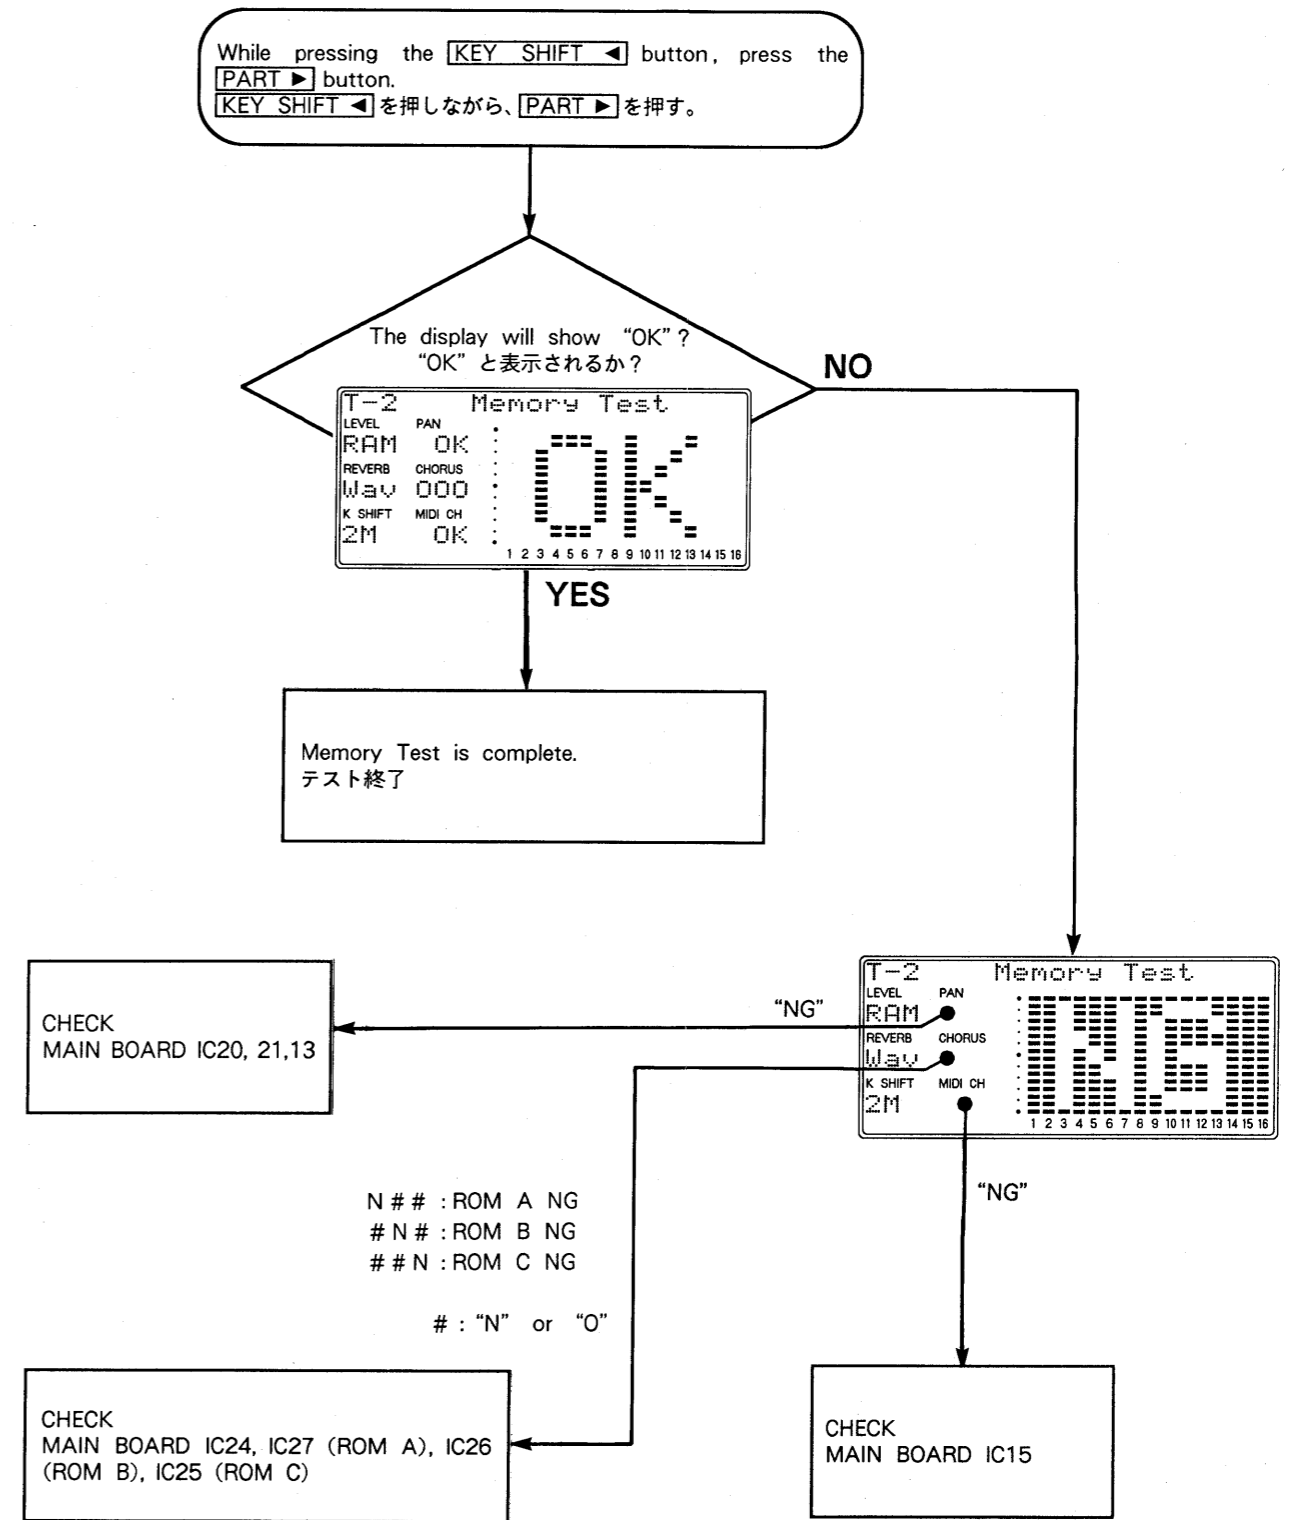 While pressing the KEY SHIFT ◀ button, press the
PART ▶ button.
KEY SHIFT ◀ を押しながら、PART ▶ を押す。
The display will show “OK”?
“OK” と表示されるか?
NO
T-2 Memory Test
LEVEL PAN
RAM OK
REVERB CHORUS
Wav OOO
K SHIFT MIDI CH
2M OK
OK
1 2 3 4 5 6 7 8 9 10 11 12 13 14 15 16
YES
Memory Test is complete.
テスト終了
T-2 Memory Test
LEVEL PAN
RAM
REVERB CHORUS
Wav
K SHIFT MIDI CH
2M
NG
1 2 3 4 5 6 7 8 9 10 11 12 13 14 15 16
“NG”
CHECK
MAIN BOARD IC20, 21,13
“NG”
N # # : ROM A NG
# N # : ROM B NG
# # N : ROM C NG
# : “N” or “O”
CHECK
MAIN BOARD IC24, IC27 (ROM A), IC26
(ROM B), IC25 (ROM C)
CHECK
MAIN BOARD IC15